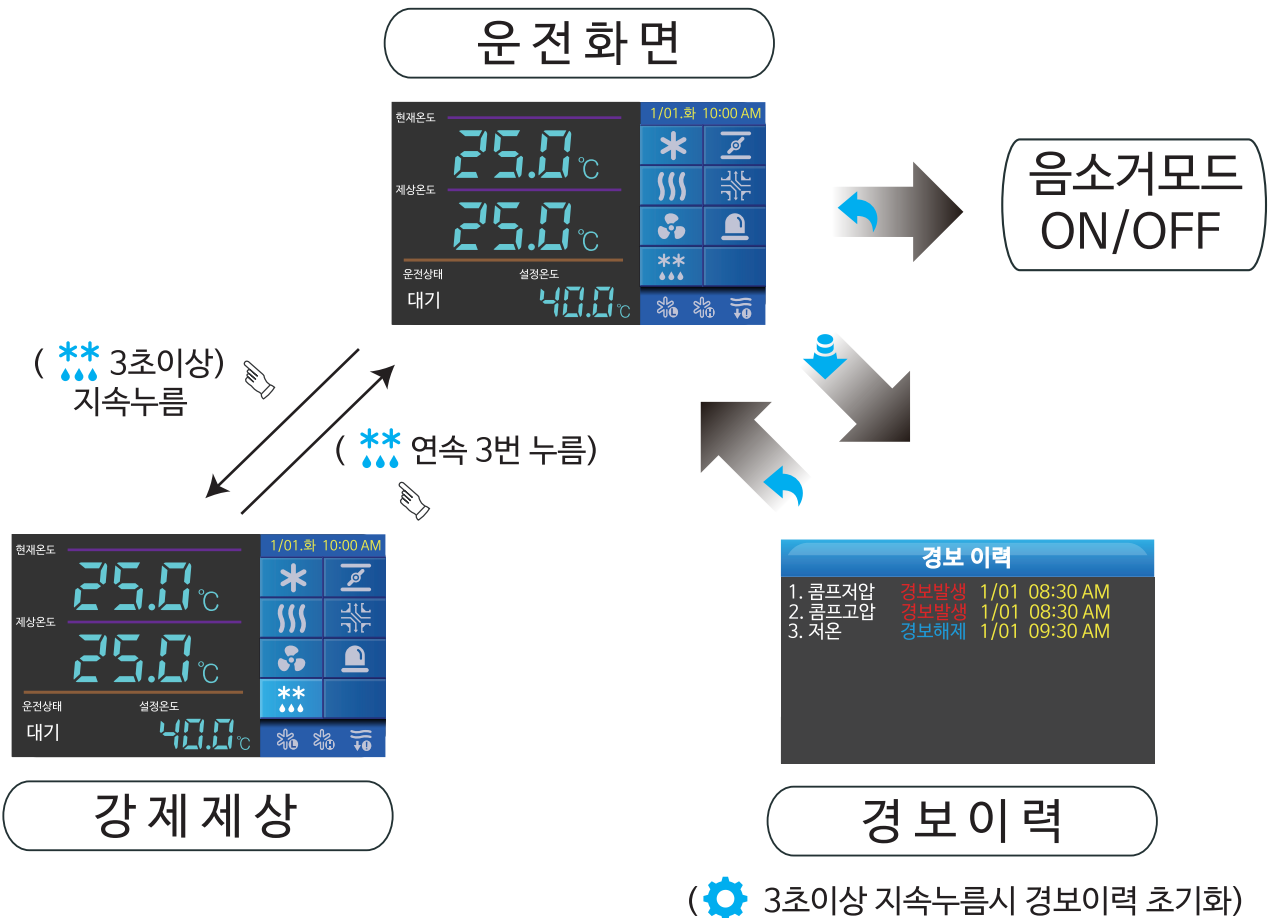 운전화면
현재온도
25.0℃
제상온도
25.0℃
운전상태 설정온도
대기 40.0℃
1/01.화 10:00 AM
L H
음소거모드
ON/OFF
( 3초이상)
지속누름
( 연속 3번 누름)
현재온도
25.0℃
제상온도
25.0℃
운전상태 설정온도
대기 40.0℃
1/01.화 10:00 AM
L H
강제제상
경보 이력
1. 콤프저압 경보발생 1/01 08:30 AM
2. 콤프고압 경보발생 1/01 08:30 AM
3. 저온 경보해제 1/01 09:30 AM
경보이력
( 3초이상 지속누름시 경보이력 초기화)